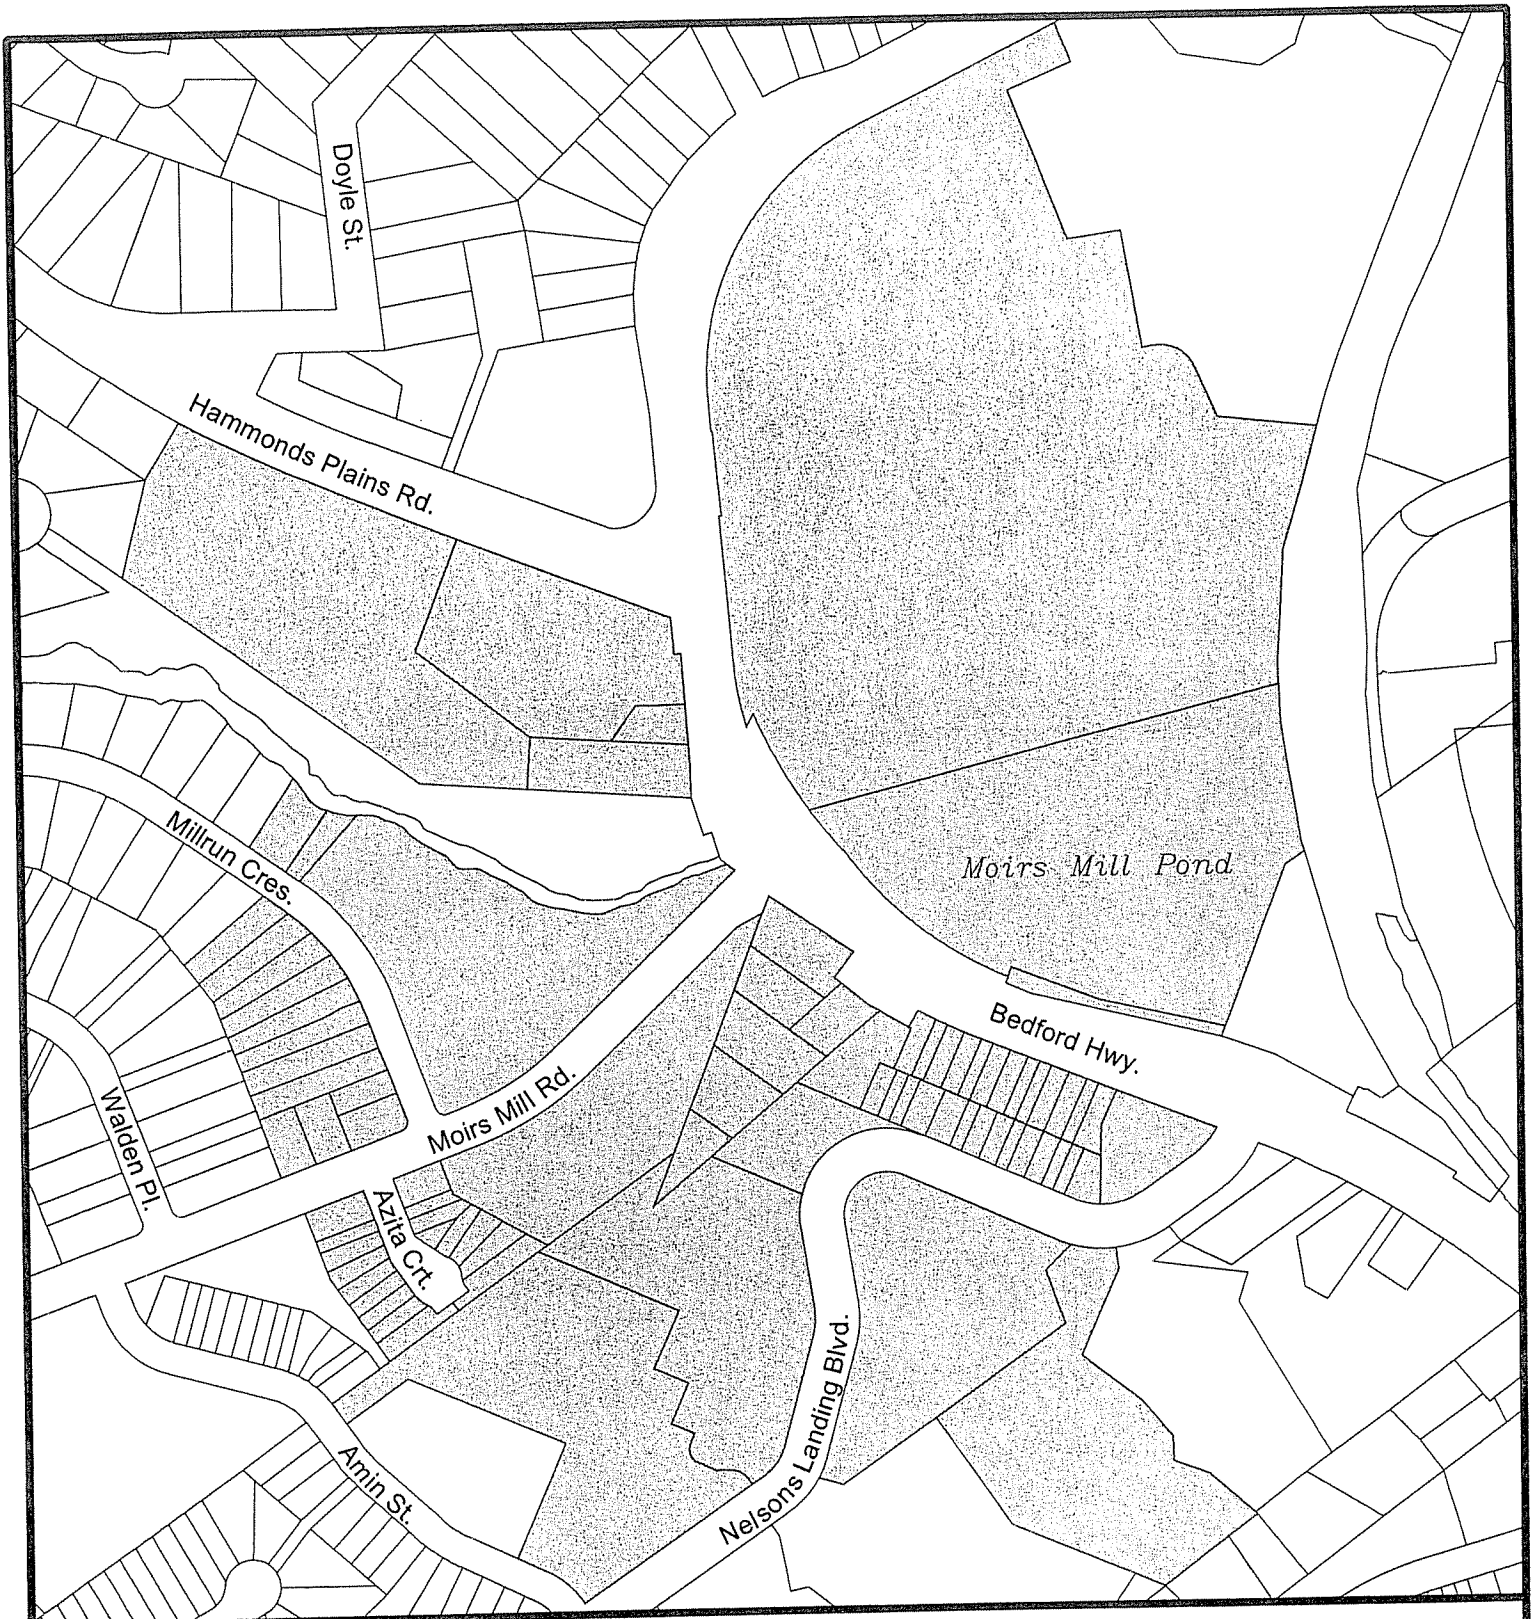 Doyle St.
Hammonds Plains Rd.
Moirs Mill Pond
Millrun Cres.
Bedford Hwy.
Moirs Mill Rd.
Walden Pl.
Azita Crt.
Nelsons Landing Blvd.
Amin St.